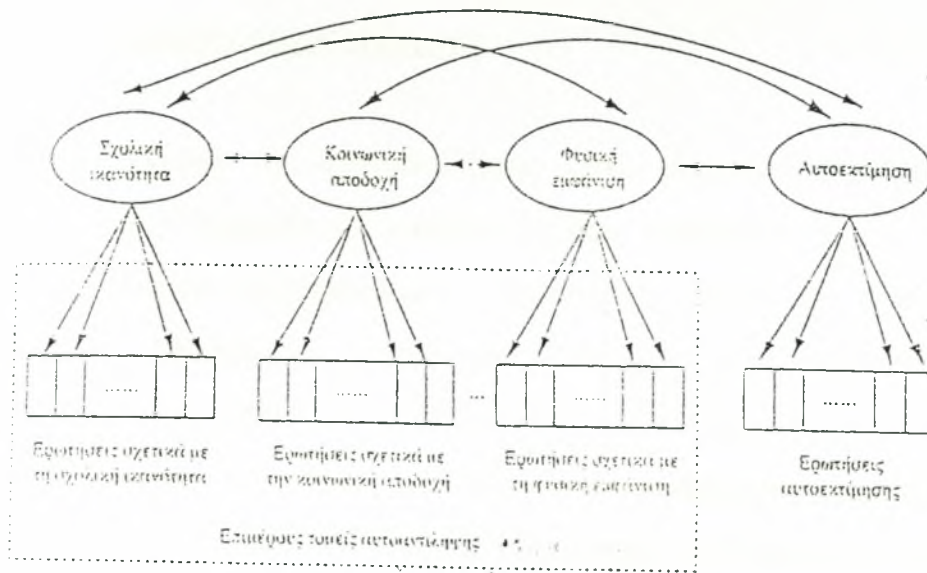 Σχολική
ικανότητα
Κοινωνική
αποδοχή
Φυσική
εμφάνιση
Αυτοεκτίμηση
......
......
...
......
......
Ερωτήσεις σχετικά με
τη σχολική ικανότητα
Ερωτήσεις σχετικά με
την κοινωνική αποδοχή
Ερωτήσεις σχετικά με
τη φυσική εμφάνιση
Ερωτήσεις
αυτοεκτίμησης
Επιμέρους τομείς αυτοαντίληψης